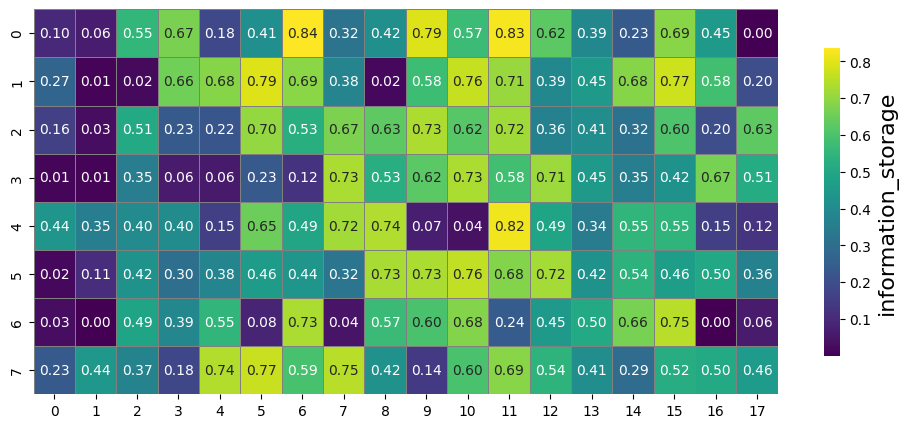 0 0.10 0.06 0.55 0.67 0.18 0.41 0.84 0.32 0.42 0.79 0.57 0.83 0.62 0.39 0.23 0.69 0.45 0.00
1 0.27 0.01 0.02 0.66 0.68 0.79 0.69 0.38 0.02 0.58 0.76 0.71 0.39 0.45 0.68 0.77 0.58 0.20
2 0.16 0.03 0.51 0.23 0.22 0.70 0.53 0.67 0.63 0.73 0.62 0.72 0.36 0.41 0.32 0.60 0.20 0.63
3 0.01 0.01 0.35 0.06 0.06 0.23 0.12 0.73 0.53 0.62 0.73 0.58 0.71 0.45 0.35 0.42 0.67 0.51
4 0.44 0.35 0.40 0.40 0.15 0.65 0.49 0.72 0.74 0.07 0.04 0.82 0.49 0.34 0.55 0.55 0.15 0.12
5 0.02 0.11 0.42 0.30 0.38 0.46 0.44 0.32 0.73 0.73 0.76 0.68 0.72 0.42 0.54 0.46 0.50 0.36
6 0.03 0.00 0.49 0.39 0.55 0.08 0.73 0.04 0.57 0.60 0.68 0.24 0.45 0.50 0.66 0.75 0.00 0.06
7 0.23 0.44 0.37 0.18 0.74 0.77 0.59 0.75 0.42 0.14 0.60 0.69 0.54 0.41 0.29 0.52 0.50 0.46
0 1 2 3 4 5 6 7 8 9 10 11 12 13 14 15 16 17
0.8
0.7
0.6
0.5
0.4
0.3
0.2
0.1
information_storage